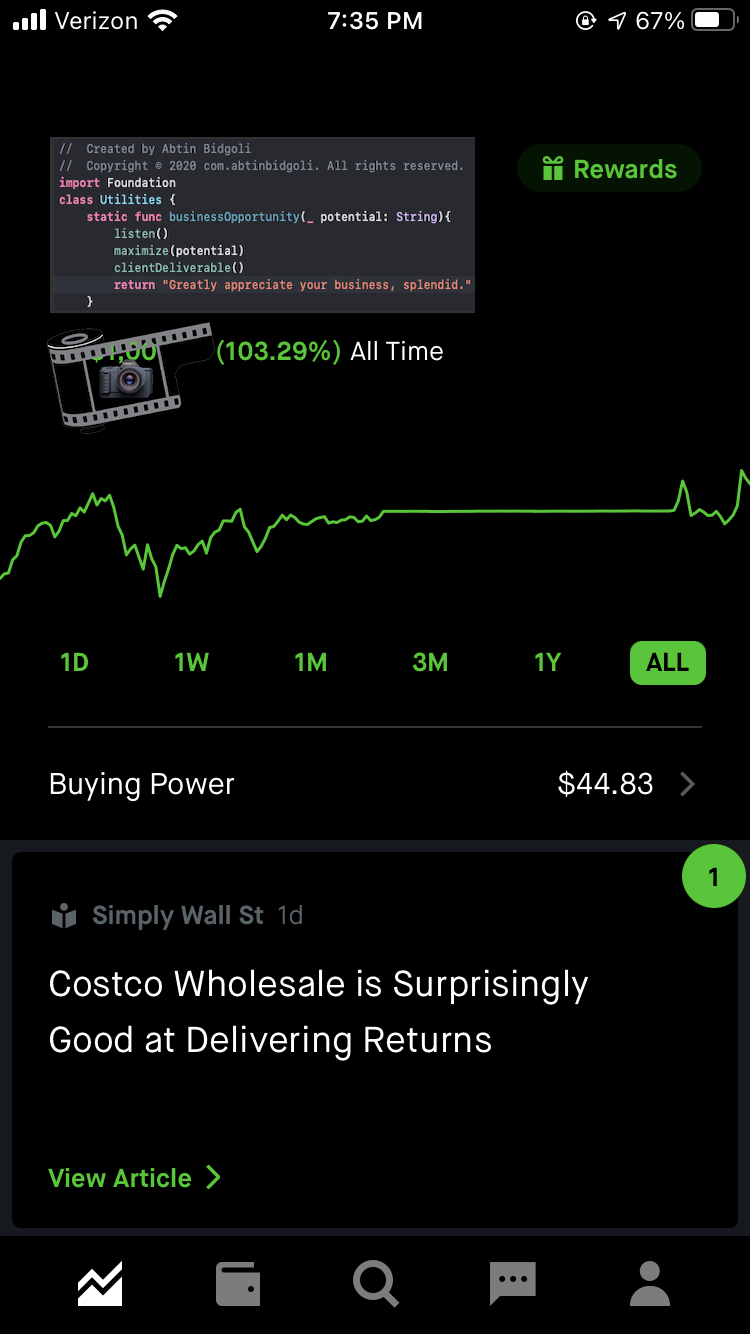 Verizon 7:35 PM 67%
// Created by Abtin Bidgoli
// Copyright © 2020 com.abtinbidgoli. All rights reserved.
import Foundation
class Utilities {
static func businessOpportunity(_ potential: String){
listen()
maximize(potential)
clientDeliverable()
return "Greatly appreciate your business, splendid."
}
Rewards
(103.29%) All Time
1D 1W 1M 3M 1Y ALL
Buying Power $44.83
1
Simply Wall St 1d
Costco Wholesale is Surprisingly
Good at Delivering Returns
View Article